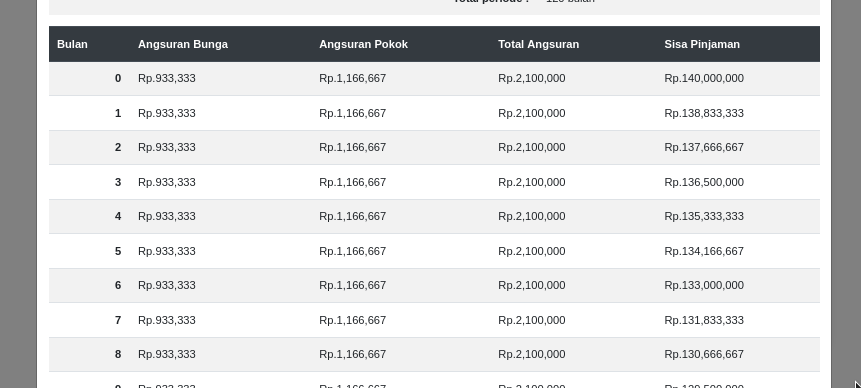 Total periode : 120 bulan
Bulan Angsuran Bunga Angsuran Pokok Total Angsuran Sisa Pinjaman
0 Rp.933,333 Rp.1,166,667 Rp.2,100,000 Rp.140,000,000
1 Rp.933,333 Rp.1,166,667 Rp.2,100,000 Rp.138,833,333
2 Rp.933,333 Rp.1,166,667 Rp.2,100,000 Rp.137,666,667
3 Rp.933,333 Rp.1,166,667 Rp.2,100,000 Rp.136,500,000
4 Rp.933,333 Rp.1,166,667 Rp.2,100,000 Rp.135,333,333
5 Rp.933,333 Rp.1,166,667 Rp.2,100,000 Rp.134,166,667
6 Rp.933,333 Rp.1,166,667 Rp.2,100,000 Rp.133,000,000
7 Rp.933,333 Rp.1,166,667 Rp.2,100,000 Rp.131,833,333
8 Rp.933,333 Rp.1,166,667 Rp.2,100,000 Rp.130,666,667
9 Rp.933,333 Rp.1,166,667 Rp.2,100,000 Rp.129,500,000